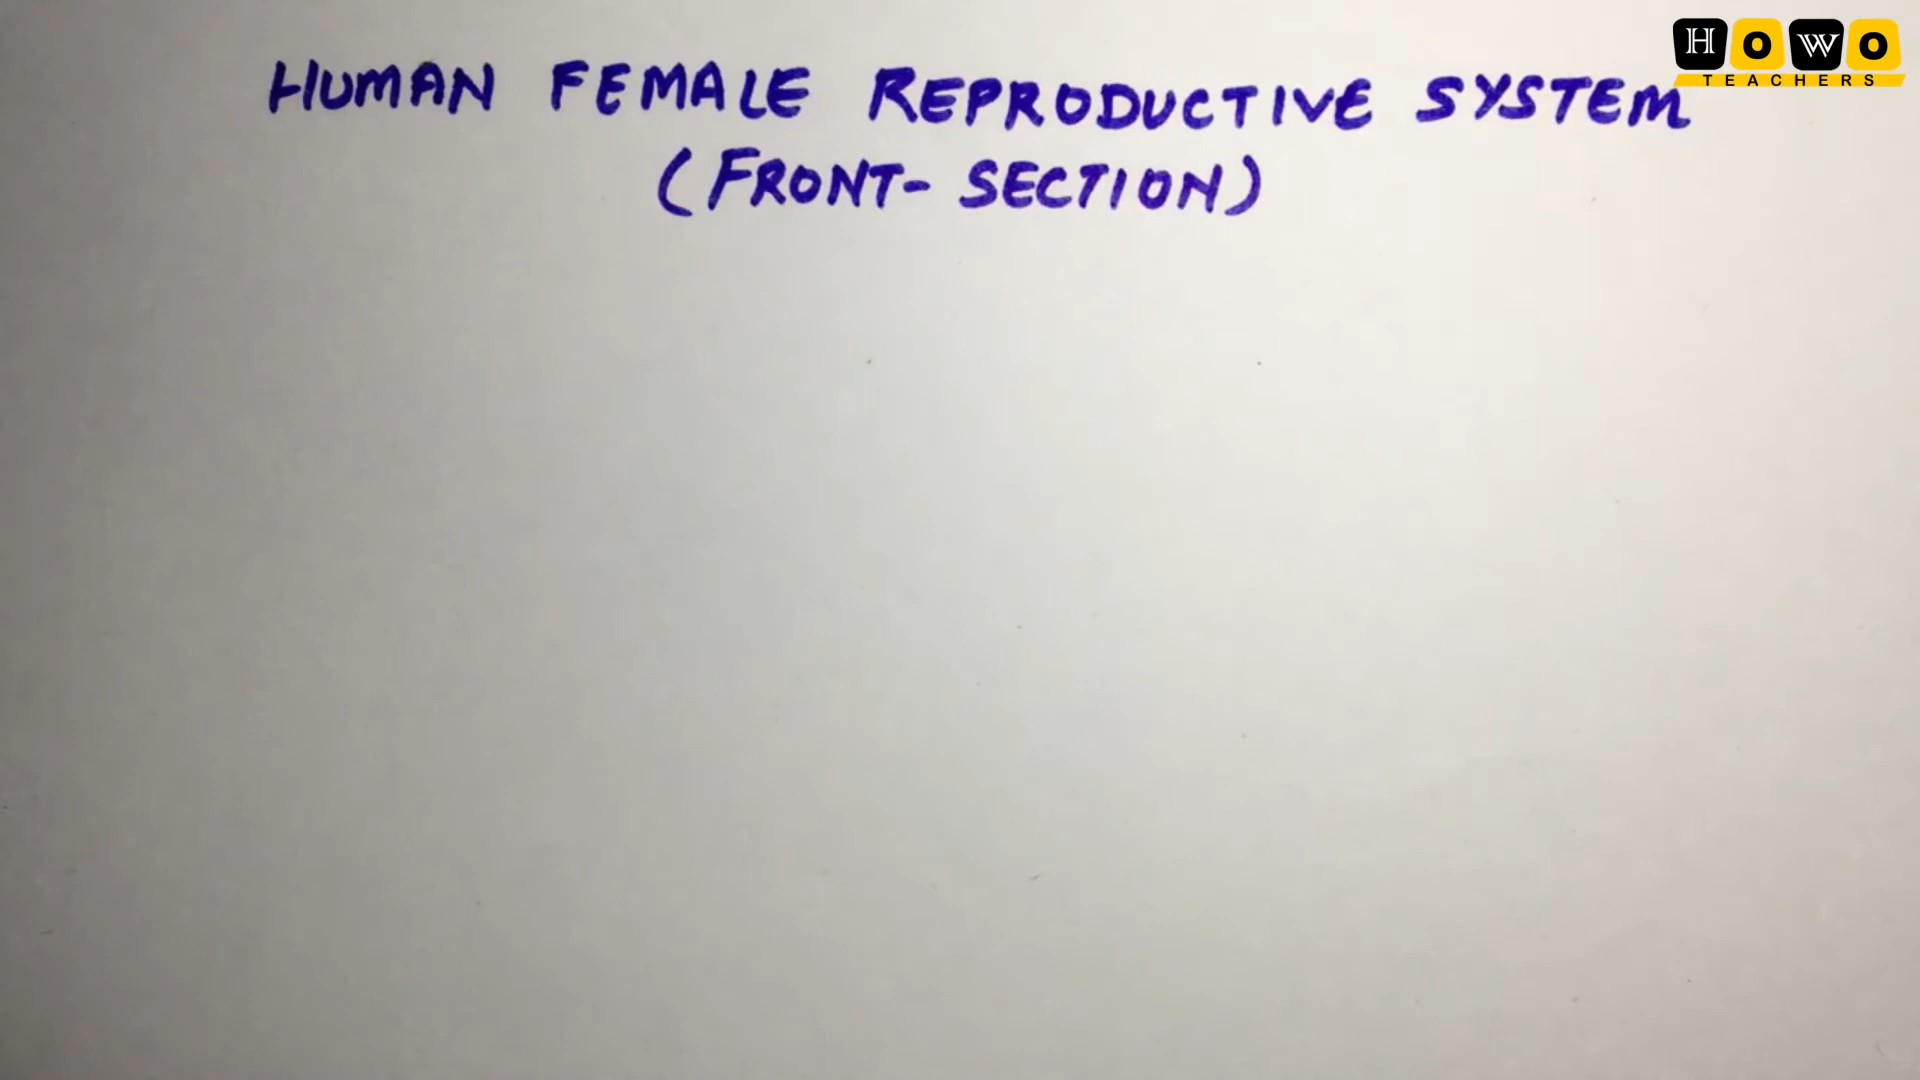 HOWO
TEACHERS
HUMAN FEMALE REPRODUCTIVE SYSTEM
(FRONT- SECTION)